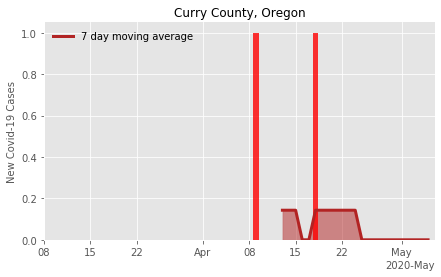 Curry County, Oregon
7 day moving average
New Covid-19 Cases
1.0
0.8
0.6
0.4
0.2
0.0
08 15 22 Apr 08 15 22 May
2020-May